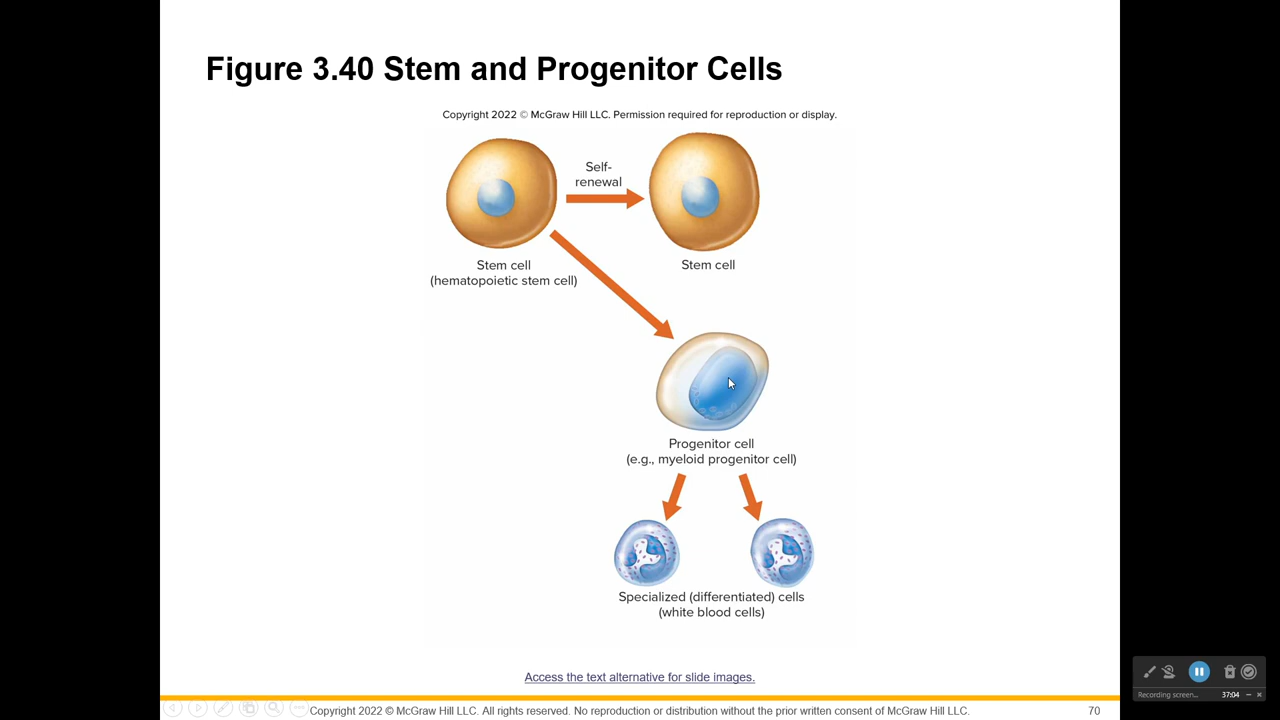 Figure 3.40 Stem and Progenitor Cells
Copyright 2022 © McGraw Hill LLC. Permission required for reproduction or display.
Self-
renewal
Stem cell
(hematopoietic stem cell)
Stem cell
Progenitor cell
(e.g., myeloid progenitor cell)
Specialized (differentiated) cells
(white blood cells)
Access the text alternative for slide images.
Copyright 2022 © McGraw Hill LLC. All rights reserved. No reproduction or distribution without the prior written consent of McGraw Hill LLC.
70
Recording screen...
37:04